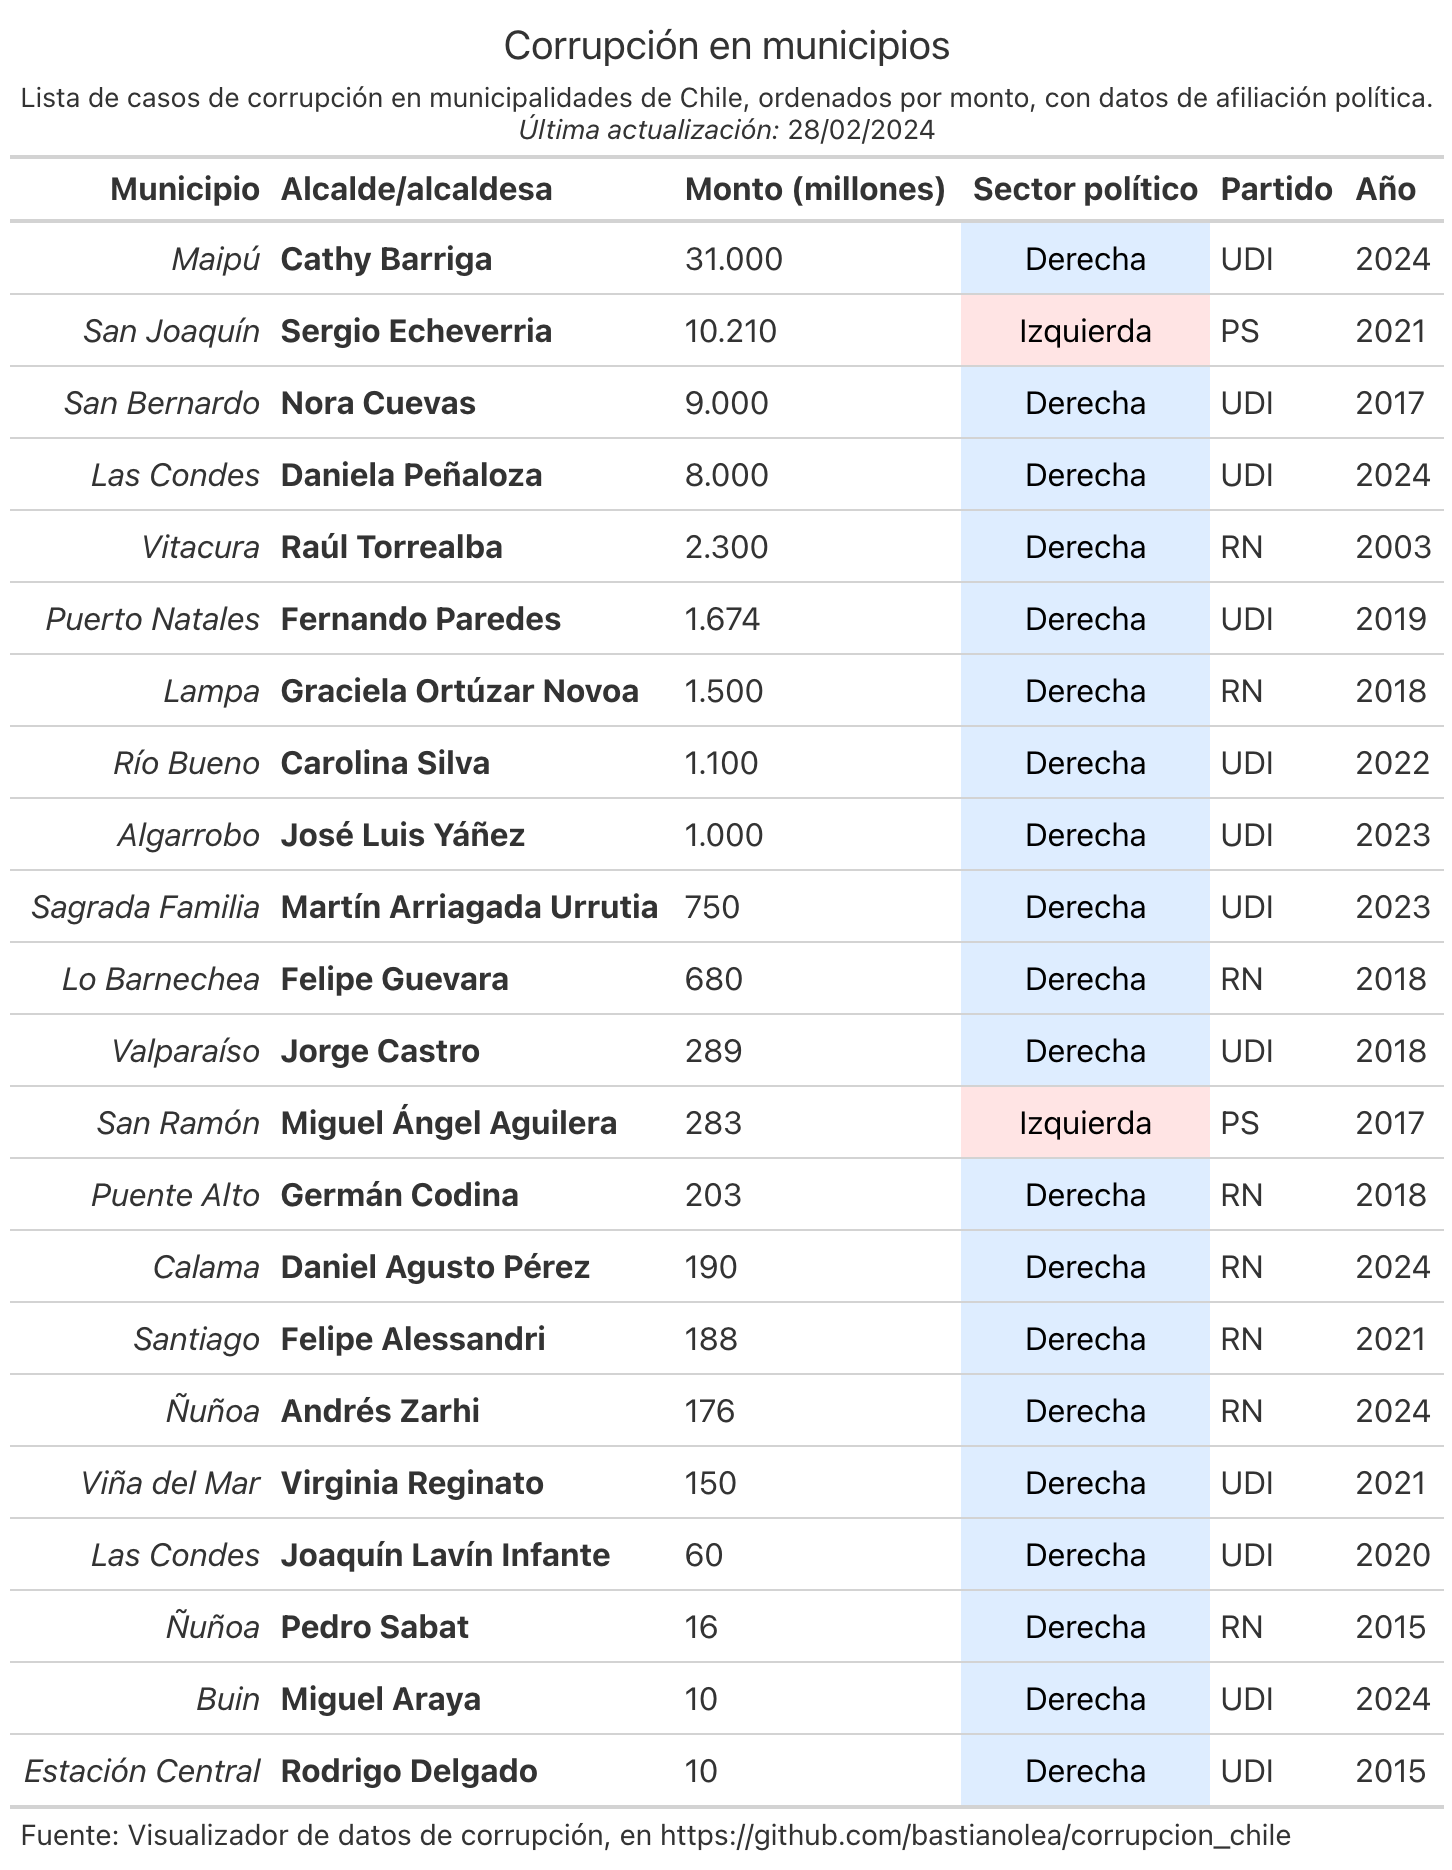 Corrupción en municipios
Lista de casos de corrupción en municipalidades de Chile, ordenados por monto, con datos de afiliación política.
Última actualización: 28/02/2024
Municipio Alcalde/alcaldesa Monto (millones) Sector político Partido Año
Maipú Cathy Barriga 31.000 Derecha UDI 2024
San Joaquín Sergio Echeverria 10.210 Izquierda PS 2021
San Bernardo Nora Cuevas 9.000 Derecha UDI 2017
Las Condes Daniela Peñaloza 8.000 Derecha UDI 2024
Vitacura Raúl Torrealba 2.300 Derecha RN 2003
Puerto Natales Fernando Paredes 1.674 Derecha UDI 2019
Lampa Graciela Ortúzar Novoa 1.500 Derecha RN 2018
Río Bueno Carolina Silva 1.100 Derecha UDI 2022
Algarrobo José Luis Yáñez 1.000 Derecha UDI 2023
Sagrada Familia Martín Arriagada Urrutia 750 Derecha UDI 2023
Lo Barnechea Felipe Guevara 680 Derecha RN 2018
Valparaíso Jorge Castro 289 Derecha UDI 2018
San Ramón Miguel Ángel Aguilera 283 Izquierda PS 2017
Puente Alto Germán Codina 203 Derecha RN 2018
Calama Daniel Agusto Pérez 190 Derecha RN 2024
Santiago Felipe Alessandri 188 Derecha RN 2021
Ñuñoa Andrés Zarhi 176 Derecha RN 2024
Viña del Mar Virginia Reginato 150 Derecha UDI 2021
Las Condes Joaquín Lavín Infante 60 Derecha UDI 2020
Ñuñoa Pedro Sabat 16 Derecha RN 2015
Buin Miguel Araya 10 Derecha UDI 2024
Estación Central Rodrigo Delgado 10 Derecha UDI 2015
Fuente: Visualizador de datos de corrupción, en https://github.com/bastianolea/corrupcion_chile